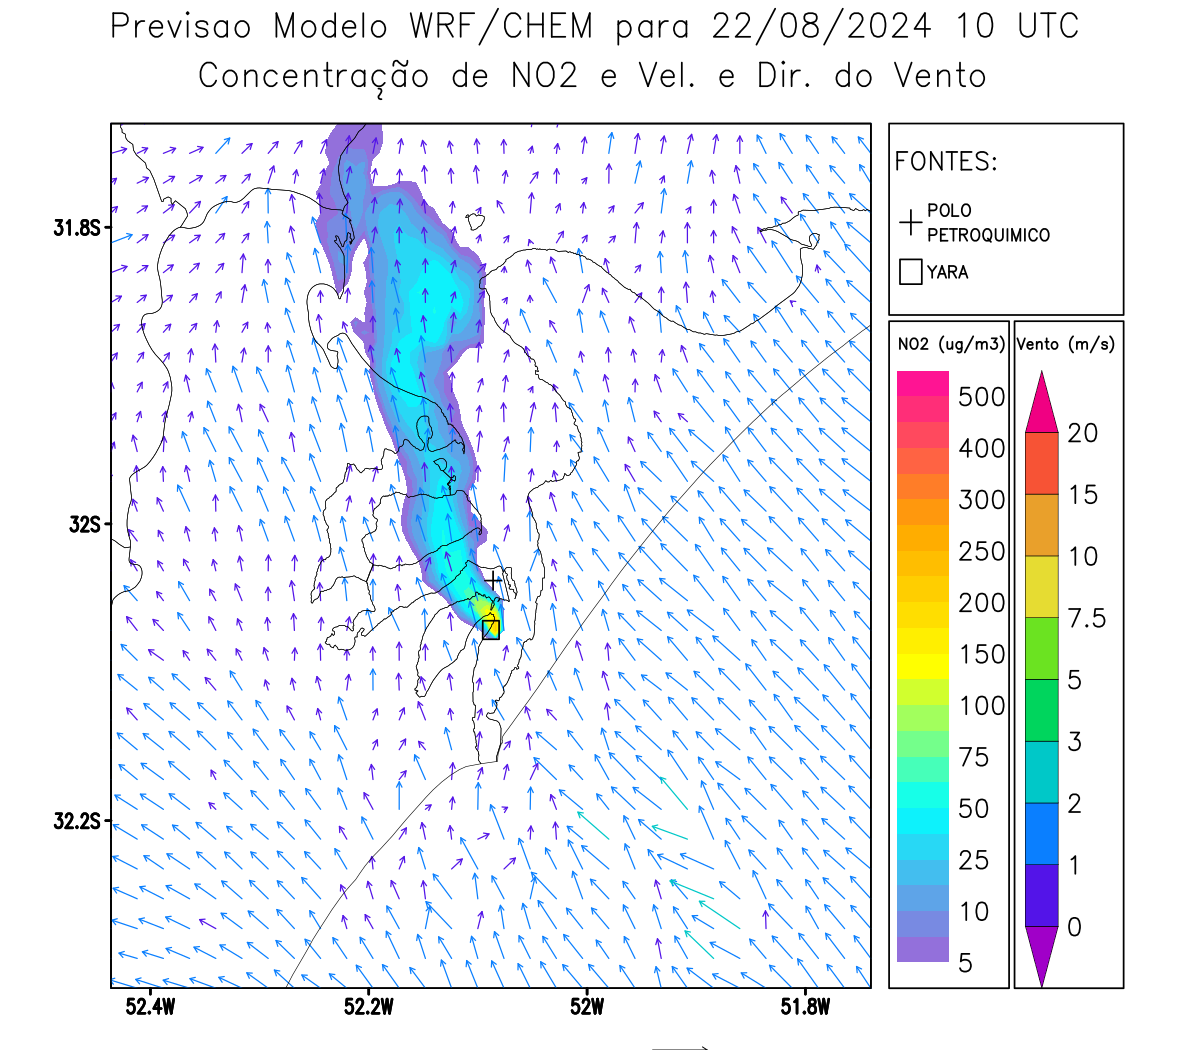 Previsao Modelo WRF/CHEM para 22/08/2024 10 UTC
Concentração de NO2 e Vel. e Dir. do Vento
FONTES:
POLO
PETROQUIMICO
YARA
NO2 (ug/m3)
500
400
300
250
200
150
100
75
50
25
10
5
Vento (m/s)
20
15
10
7.5
5
3
2
1
0
31.8S
32S
32.2S
52.4W
52.2W
52W
51.8W